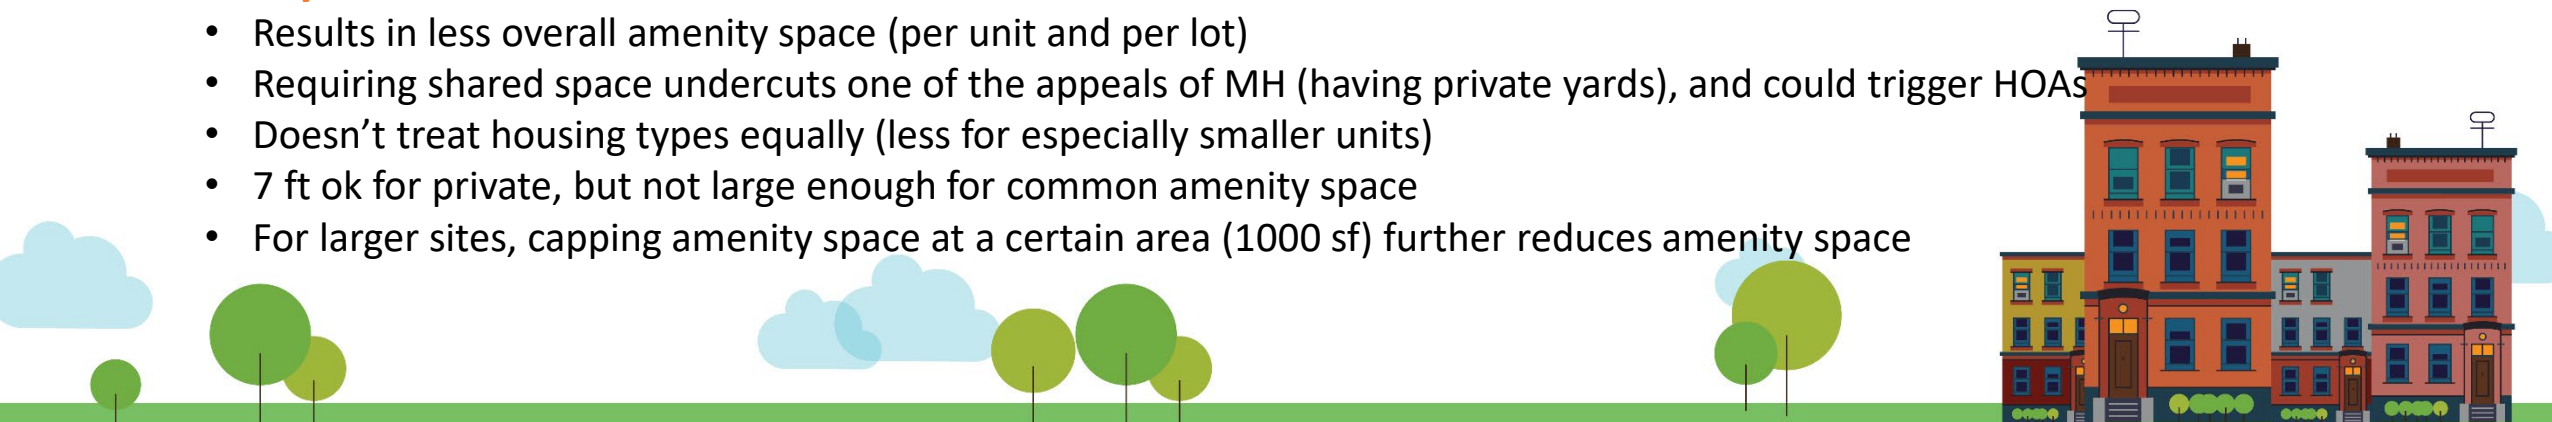 • Results in less overall amenity space (per unit and per lot)
• Requiring shared space undercuts one of the appeals of MH (having private yards), and could trigger HOAs
• Doesn’t treat housing types equally (less for especially smaller units)
• 7 ft ok for private, but not large enough for common amenity space
• For larger sites, capping amenity space at a certain area (1000 sf) further reduces amenity space